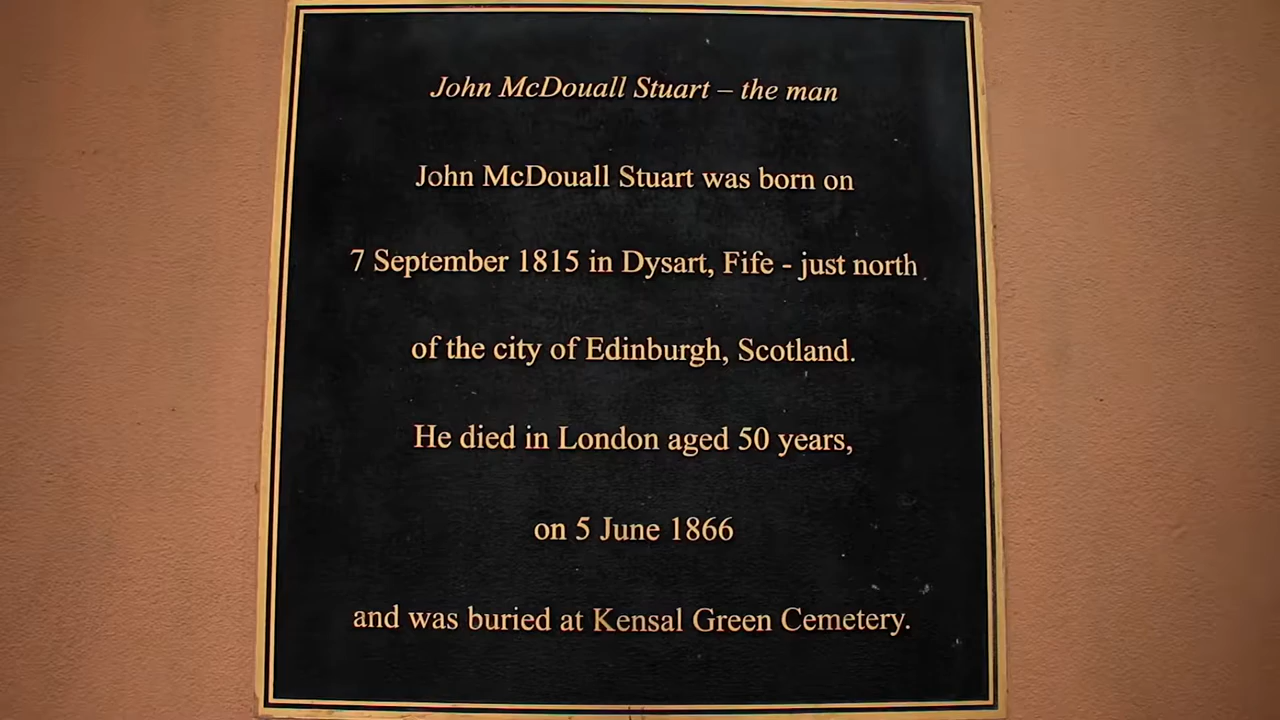 John McDouall Stuart – the man
John McDouall Stuart was born on
7 September 1815 in Dysart, Fife - just north
of the city of Edinburgh, Scotland.
He died in London aged 50 years,
on 5 June 1866
and was buried at Kensal Green Cemetery.